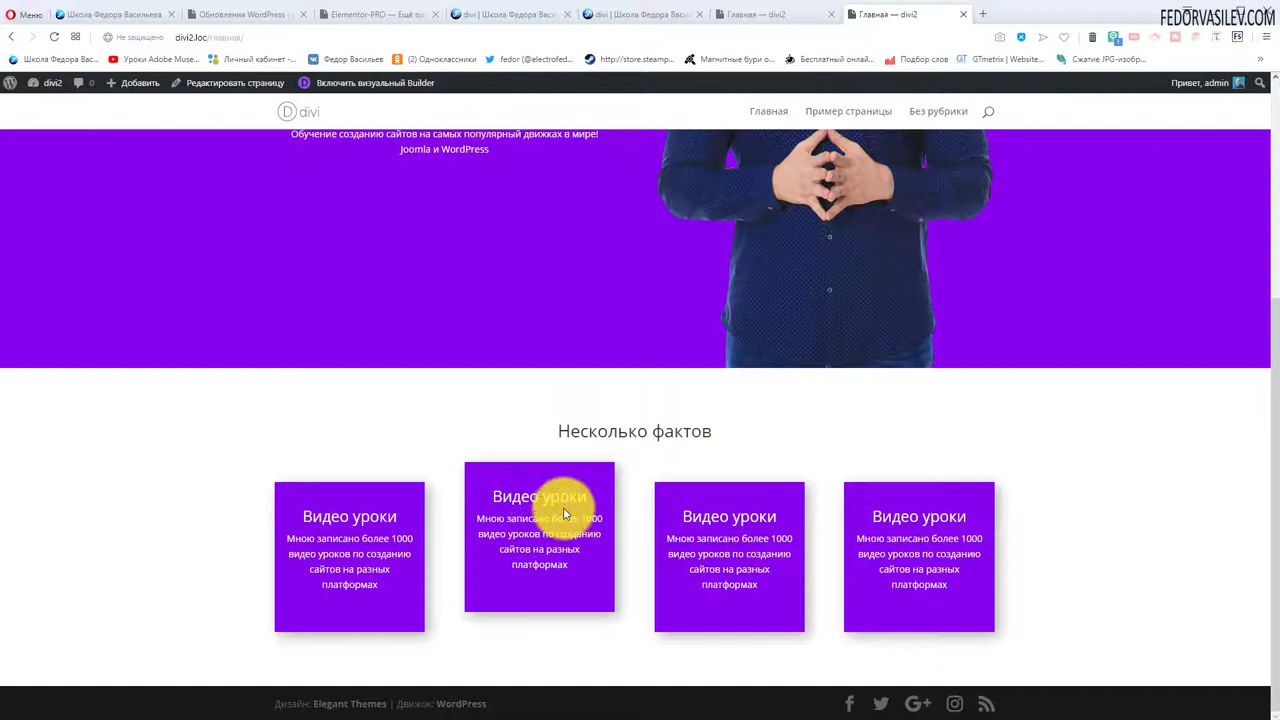 FEDORVASILEV.COM
Меню
Школа Федора Васильева
Обновления WordPress
Elementor-PRO — Ещё од
divi | Школа Федора Васи
divi | Школа Федора Вас
Главная — divi2
Главная — divi2
Не защищено
divi2.loc/главная/
Школа Федора Вас...
Уроки Adobe Muse...
Личный кабинет -...
Федор Васильев
(2) Одноклассники
fedor (@electrofed...
http://store.steamp...
Магнитные бури о...
Бесплатный онлай...
Подбор слов
GTmetrix | Website...
Сжатие JPG-изобр...
divi2
0
Добавить
Редактировать страницу
Включить визуальный Builder
Привет, admin
divi
Главная
Пример страницы
Без рубрики
Обучение созданию сайтов на самых популярный движках в мире!
Joomla и WordPress
Несколько фактов
Видео уроки
Мною записано более 1000
видео уроков по созданию
сайтов на разных
платформах
Видео уроки
Мною записано более 1000
видео уроков по созданию
сайтов на разных
платформах
Видео уроки
Мною записано более 1000
видео уроков по созданию
сайтов на разных
платформах
Видео уроки
Мною записано более 1000
видео уроков по созданию
сайтов на разных
платформах
Дизайн: Elegant Themes | Движок: WordPress